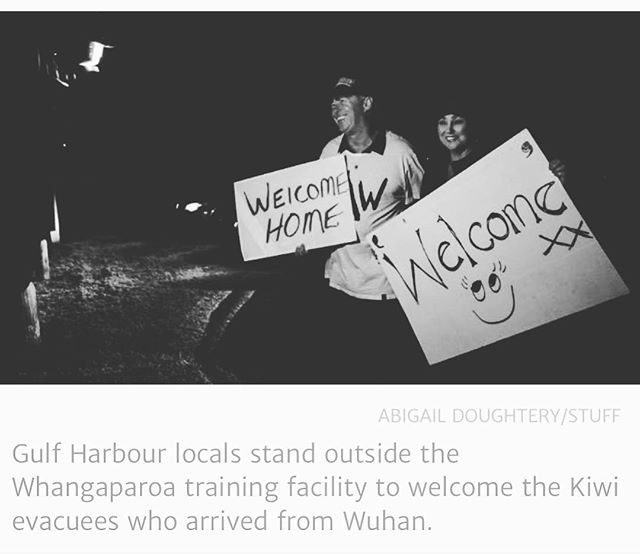 WELCOME
HOME
Welcome
XX
ABIGAIL DOUGHTERY/STUFF
Gulf Harbour locals stand outside the
Whangaparoa training facility to welcome the Kiwi
evacuees who arrived from Wuhan.